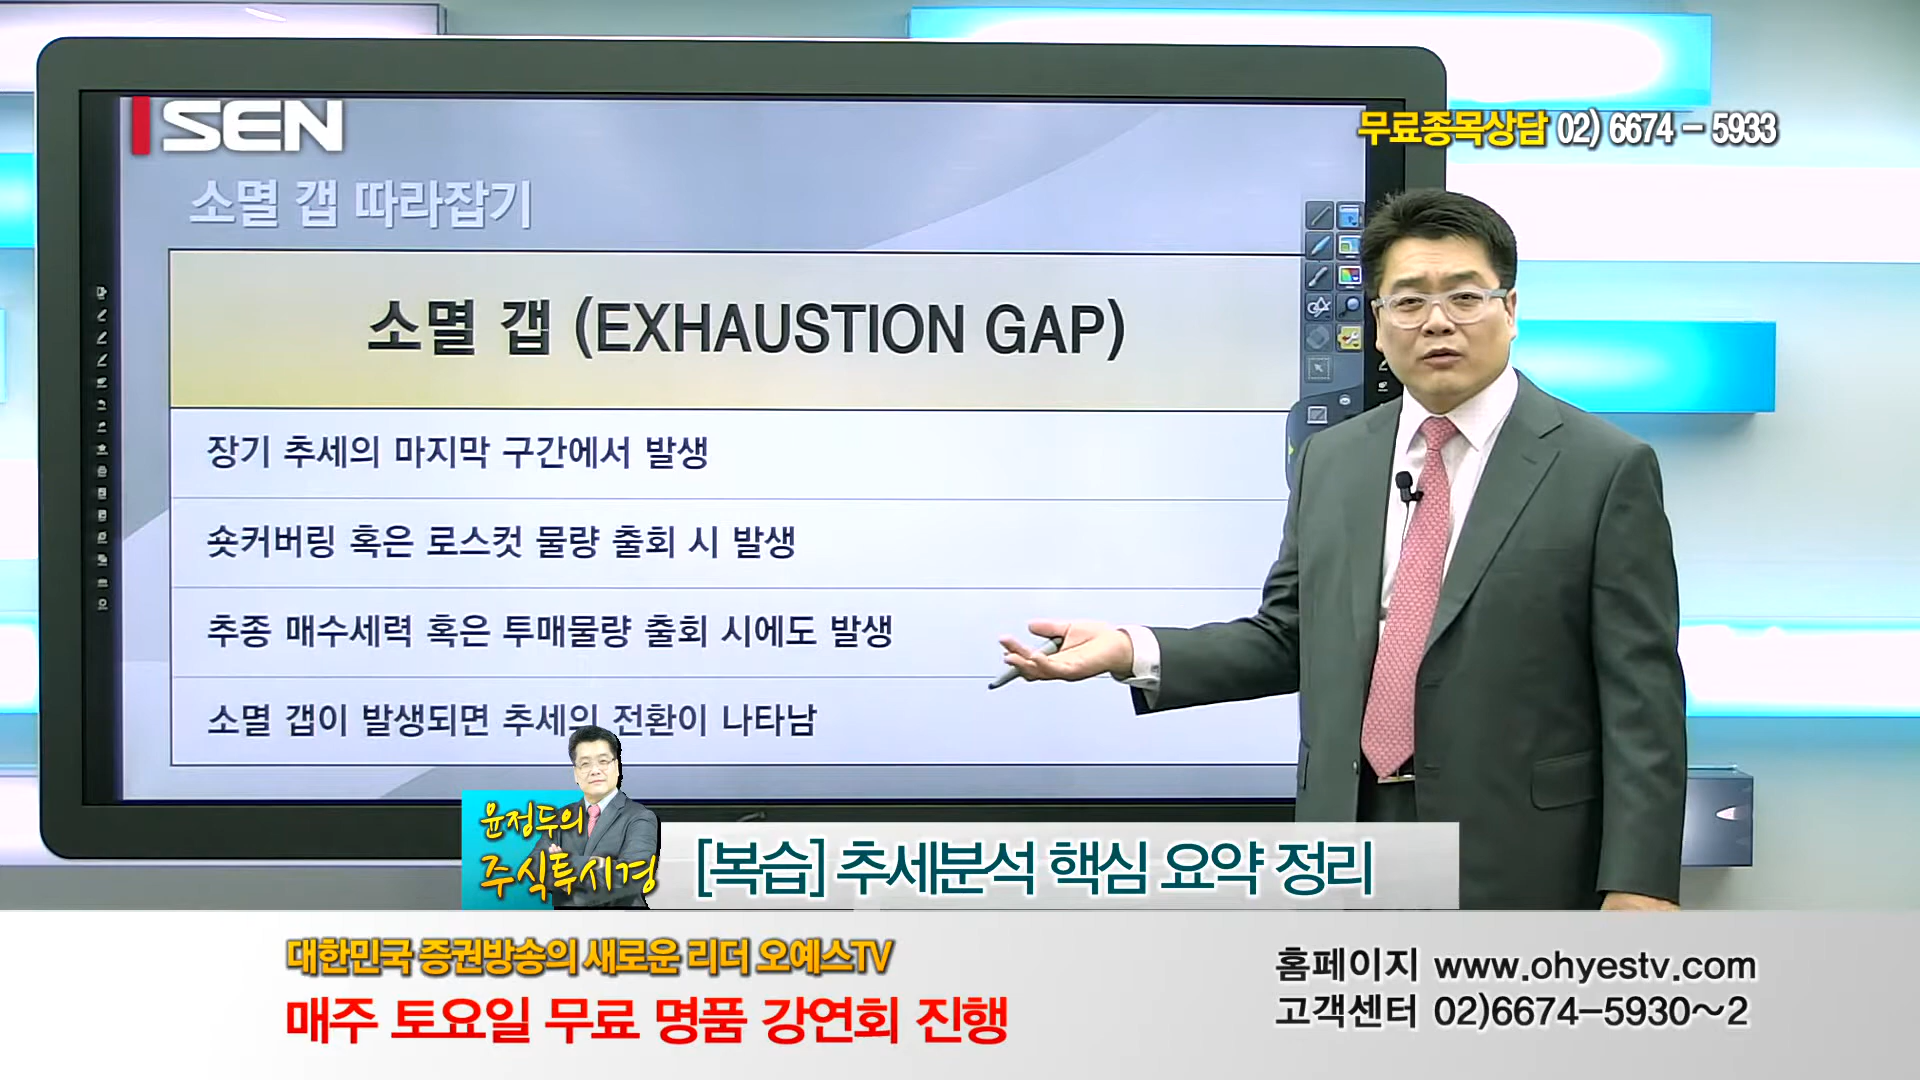 SEN
무료종목상담 02) 6674 - 5933
소멸 갭 따라잡기
소멸 갭 (EXHAUSTION GAP)
장기 추세의 마지막 구간에서 발생
숏커버링 혹은 로스컷 물량 출회 시 발생
추종 매수세력 혹은 투매물량 출회 시에도 발생
소멸 갭이 발생되면 추세의 전환이 나타남
윤정두의
주식투시경
[복습] 추세분석 핵심 요약 정리
대한민국 증권방송의 새로운 리더 오예스TV
매주 토요일 무료 명품 강연회 진행
홈페이지 www.ohyestv.com
고객센터 02)6674-5930~2